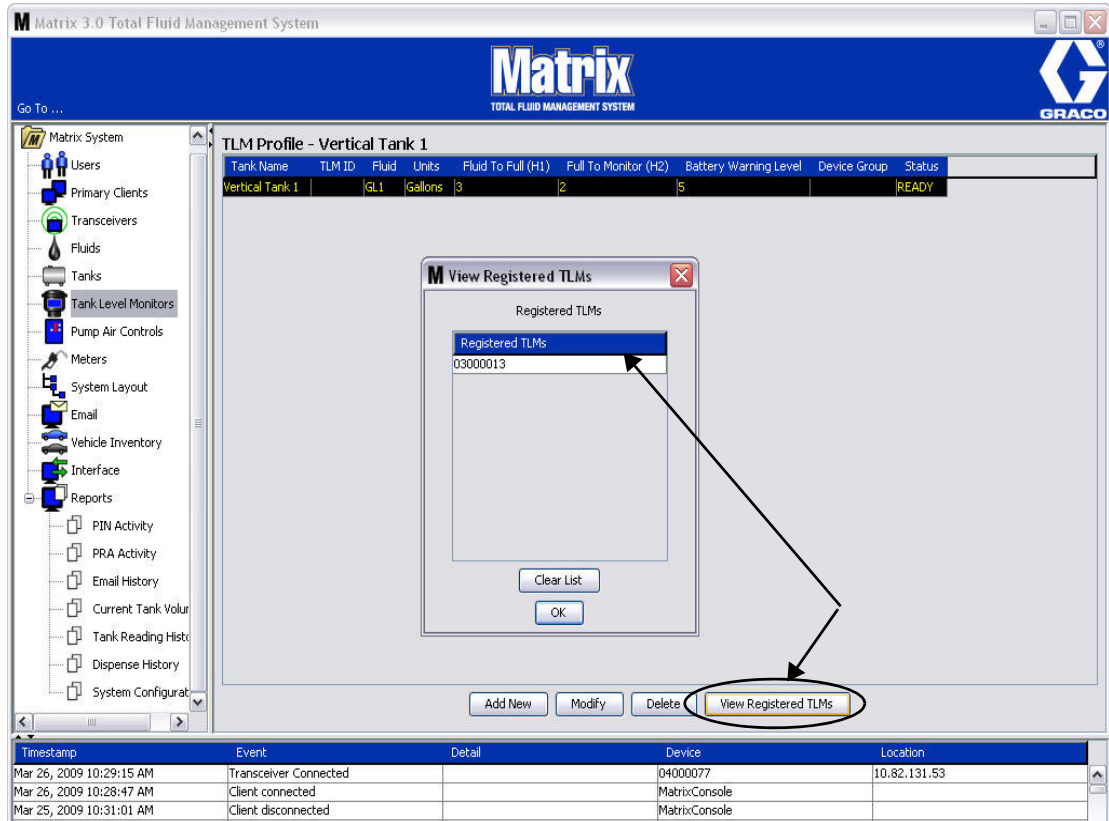 M Matrix 3.0 Total Fluid Management System
Matrix
TOTAL FLUID MANAGEMENT SYSTEM
Go To ...
GRACO
Matrix System
Users
Primary Clients
Transceivers
Fluids
Tanks
Tank Level Monitors
Pump Air Controls
Meters
System Layout
Email
Vehicle Inventory
Interface
Reports
PIN Activity
PRA Activity
Email History
Current Tank Volur
Tank Reading Histo
Dispense History
System Configurat
TLM Profile - Vertical Tank 1
Tank Name TLM ID Fluid Units Fluid To Full (H1) Full To Monitor (H2) Battery Warning Level Device Group Status
Vertical Tank 1 GL1 Gallons 3 2 5 READY
M View Registered TLMs
Registered TLMs
Registered TLMs
03000013
Clear List
OK
Add New Modify Delete View Registered TLMs
Timestamp Event Detail Device Location
Mar 26, 2009 10:29:15 AM Transceiver Connected 04000077 10.82.131.53
Mar 26, 2009 10:28:47 AM Client connected MatrixConsole
Mar 25, 2009 10:31:01 AM Client disconnected MatrixConsole